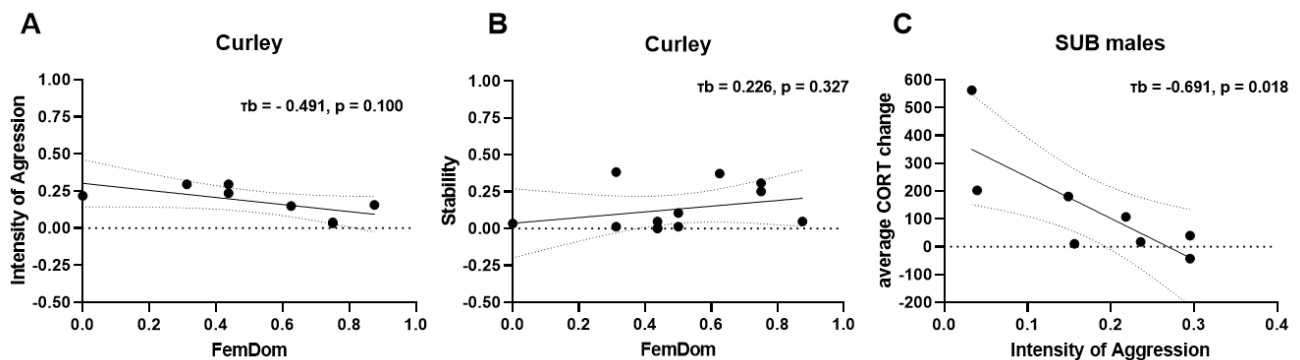 A
Curley
τb = - 0.491, p = 0.100
Intensity of Agression
1.00
0.75
0.50
0.25
0.00
-0.25
-0.50
0.0 0.2 0.4 0.6 0.8 1.0
FemDom
B
Curley
τb = 0.226, p = 0.327
Stability
1.00
0.75
0.50
0.25
0.00
-0.25
-0.50
0.0 0.2 0.4 0.6 0.8 1.0
FemDom
C
SUB males
τb = -0.691, p = 0.018
average CORT change
600
500
400
300
200
100
0
-100
-200
0.0 0.1 0.2 0.3 0.4
Intensity of Aggression